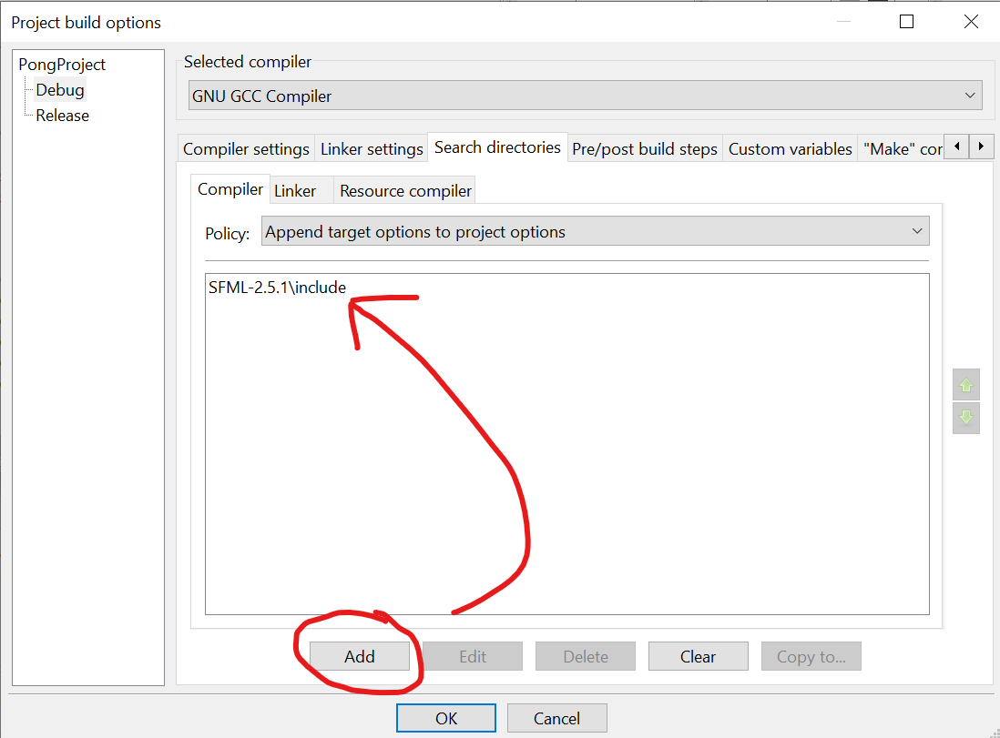 Project build options
PongProject
Debug
Release
Selected compiler
GNU GCC Compiler
Compiler settings
Linker settings
Search directories
Pre/post build steps
Custom variables
"Make" cor
Compiler
Linker
Resource compiler
Policy:
Append target options to project options
SFML-2.5.1\include
Add
Edit
Delete
Clear
Copy to...
OK
Cancel